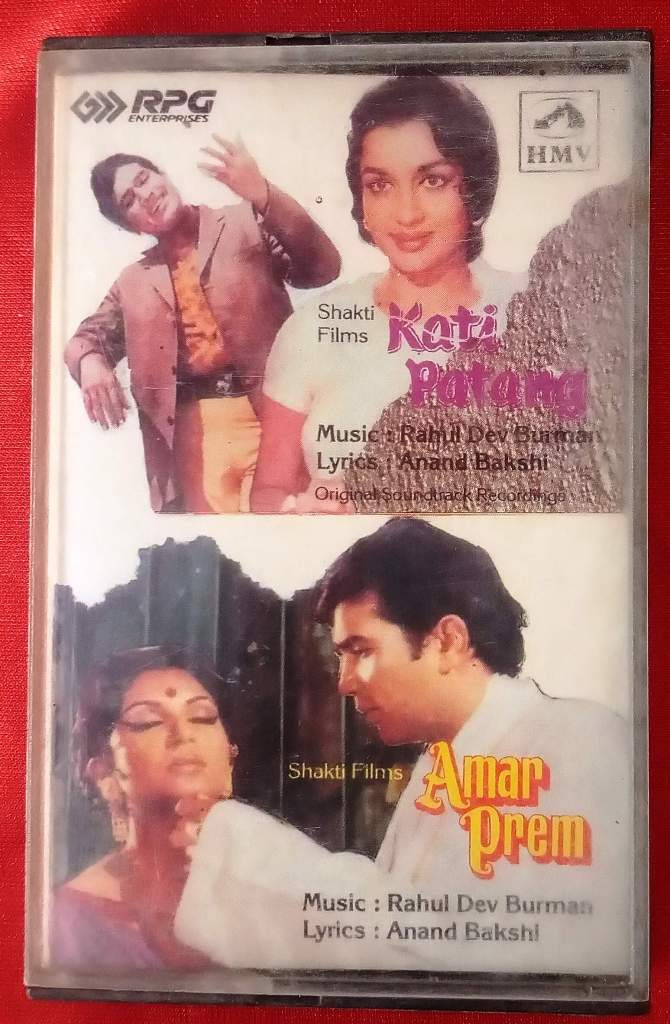 RPG
ENTERPRISES
HMV
Shakti
Films
Kati
Patang
Music : Rahul Dev Burman
Lyrics : Anand Bakshi
Original Soundtrack Recordings
Shakti Films
Amar
Prem
Music : Rahul Dev Burman
Lyrics : Anand Bakshi